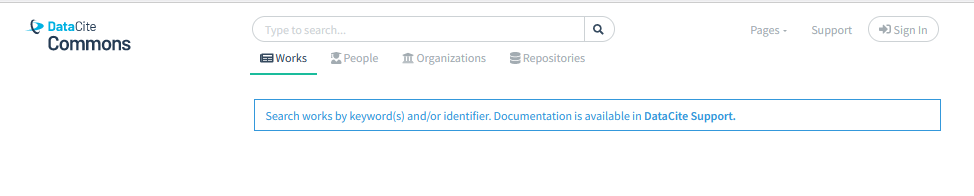 DataCite
Commons
Type to search...
Pages
Support
Sign In
Works
People
Organizations
Repositories
Search works by keyword(s) and/or identifier. Documentation is available in DataCite Support.